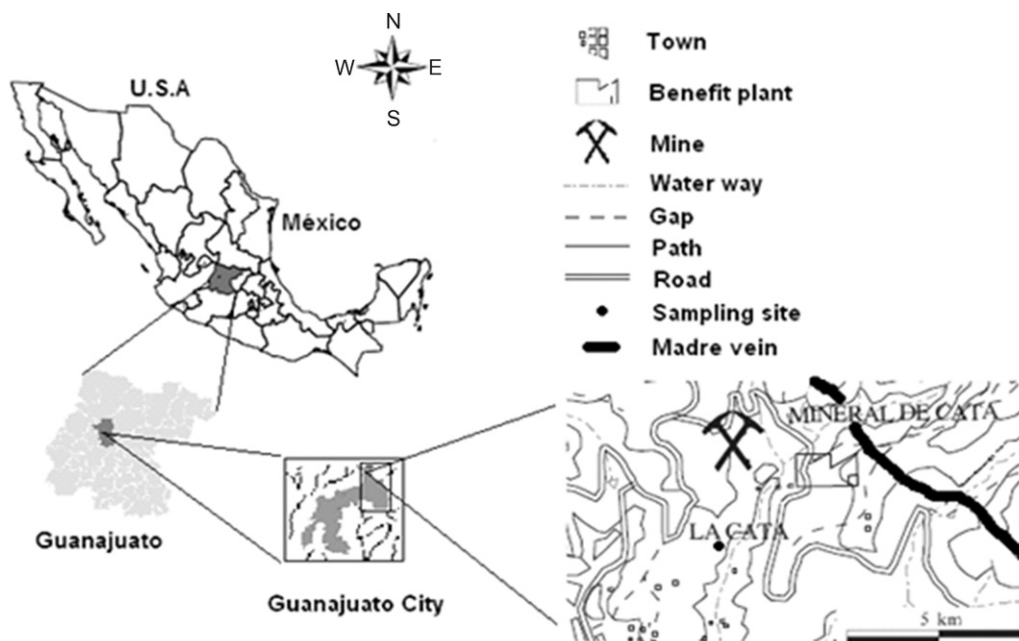 N
W E
S
U.S.A
México
Guanajuato
Guanajuato City
Town
Benefit plant
Mine
Water way
Gap
Path
Road
Sampling site
Madre vein
MINERAL DE CATA
LA CATA
5 km